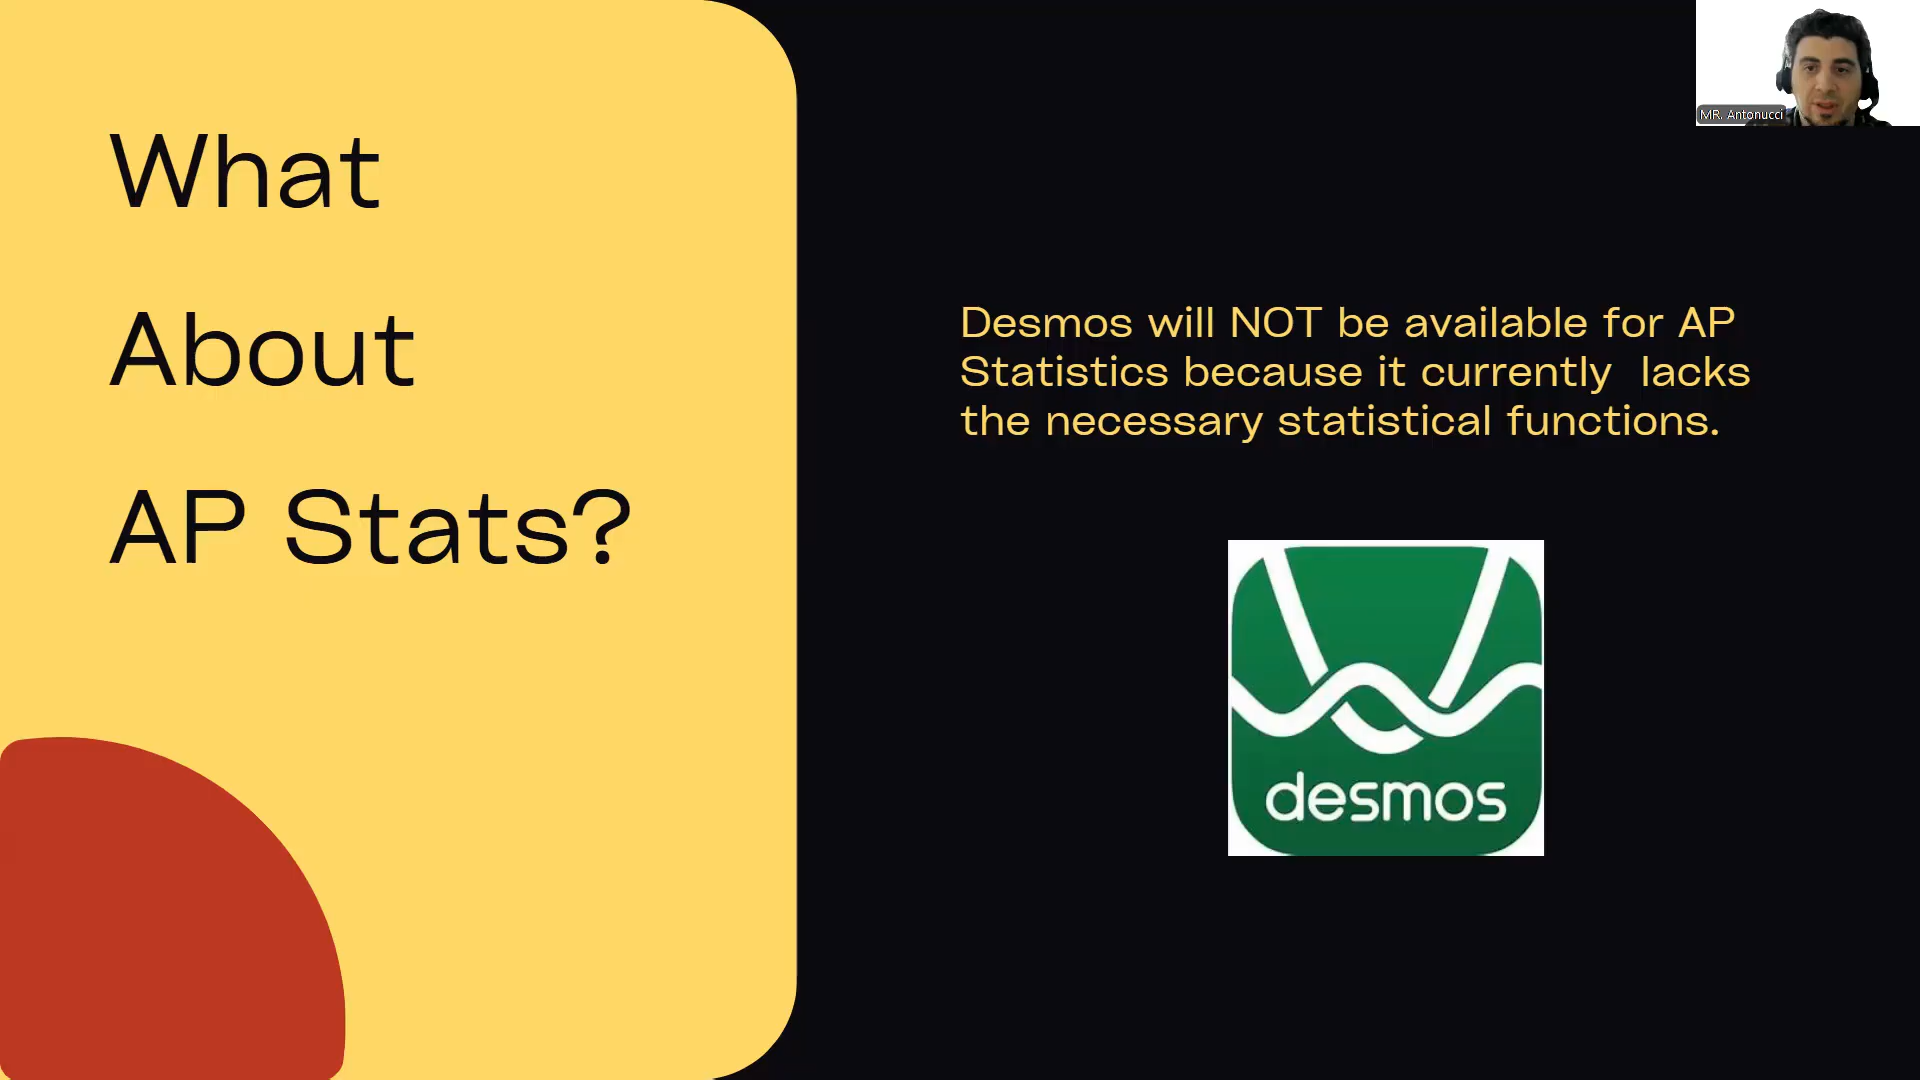 What
About
AP Stats?
MR. Antonucci
Desmos will NOT be available for AP
Statistics because it currently  lacks
the necessary statistical functions.
desmos